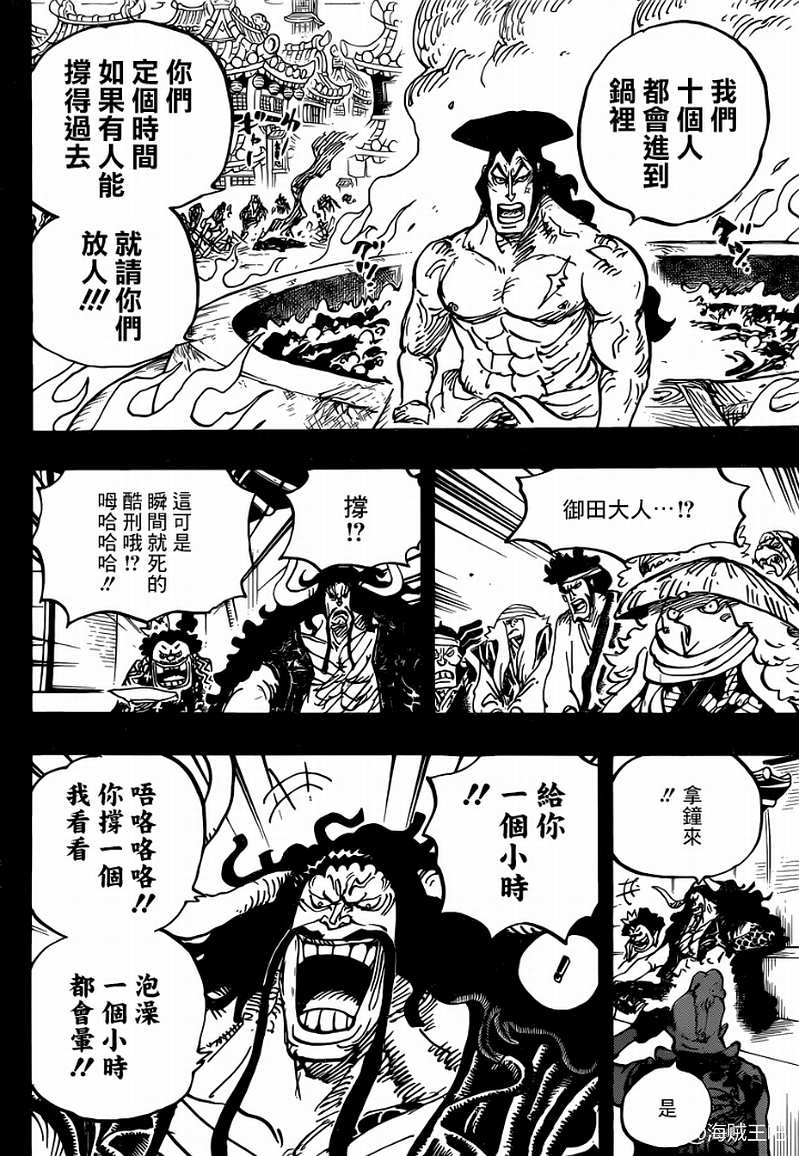 我們
十個人
都會進到
鍋裡
你們
定個時間
如果有人能
撐得過去
就請你們
放人!!!
御田大人…!?
撐
!?
這可是
瞬間就死的
酷刑哦!?
呣哈哈哈!!
拿鐘來
!!
是
給你
一個小時
!!
!
唔咯咯咯!!
你撐一個
我看看
泡澡
一個小時
都會暈!!
@海贼王